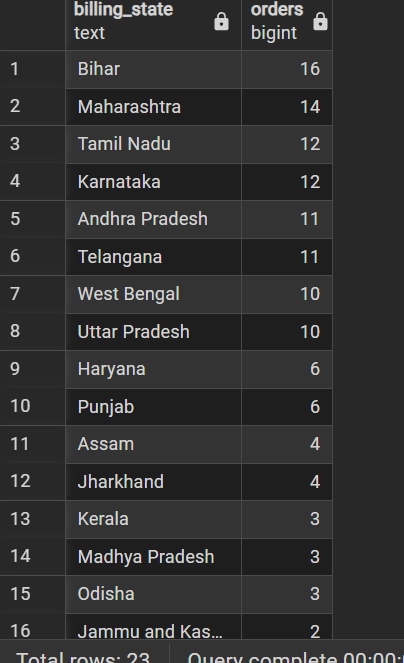 billing_state orders
text bigint
1 Bihar 16
2 Maharashtra 14
3 Tamil Nadu 12
4 Karnataka 12
5 Andhra Pradesh 11
6 Telangana 11
7 West Bengal 10
8 Uttar Pradesh 10
9 Haryana 6
10 Punjab 6
11 Assam 4
12 Jharkhand 4
13 Kerala 3
14 Madhya Pradesh 3
15 Odisha 3
16 Jammu and Kas... 2
Total rows: 23 Query complete 00:00: